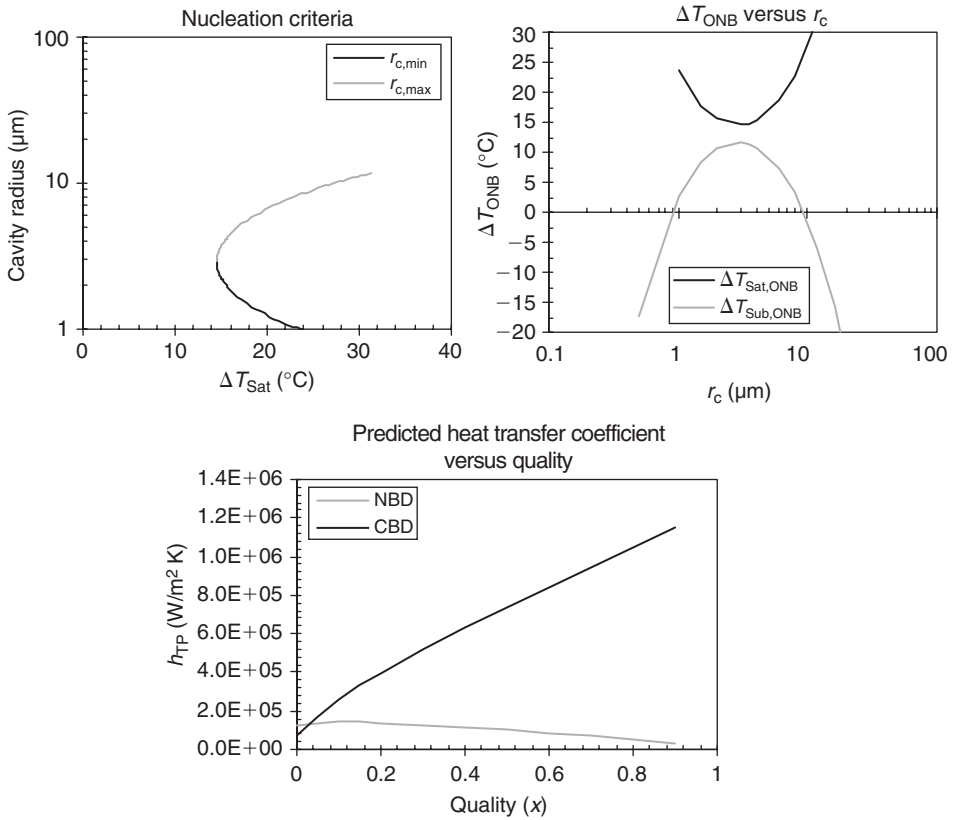 Nucleation criteria
100
10
1
0
10
20
30
40
Cavity radius (μm)
ΔT_Sat (°C)
r_c,min
r_c,max
ΔT_ONB versus r_c
30
25
20
15
10
5
0
−5
−10
−15
−20
0.1
1
10
100
ΔT_ONB (°C)
r_c (μm)
ΔT_Sat,ONB
ΔT_Sub,ONB
Predicted heat transfer coefficient
versus quality
1.4E+06
1.2E+06
1.0E+06
8.0E+05
6.0E+05
4.0E+05
2.0E+05
0.0E+00
0
0.2
0.4
0.6
0.8
1
h_TP (W/m² K)
Quality (x)
NBD
CBD